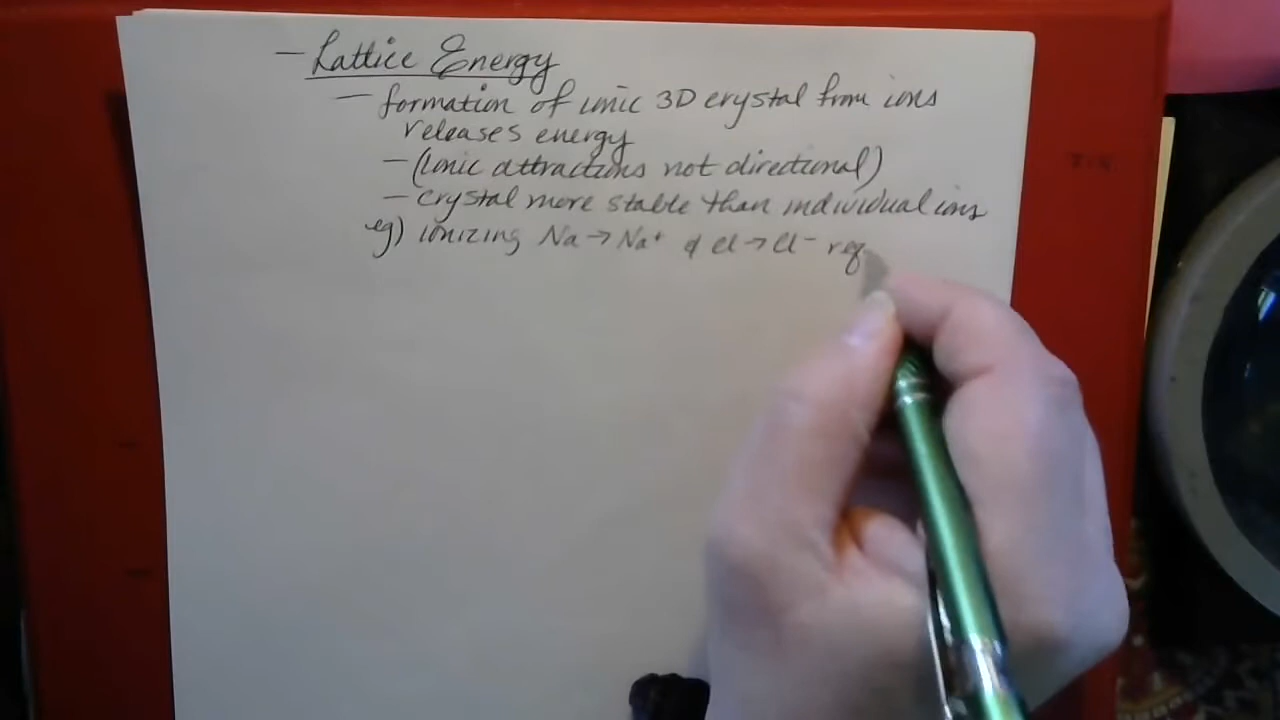 - Lattice Energy
- formation of ionic 3D crystal from ions
releases energy
- (ionic attractions not directional)
- crystal more stable than individual ions
eg) ionizing Na → Na⁺ & Cl → Cl⁻ req